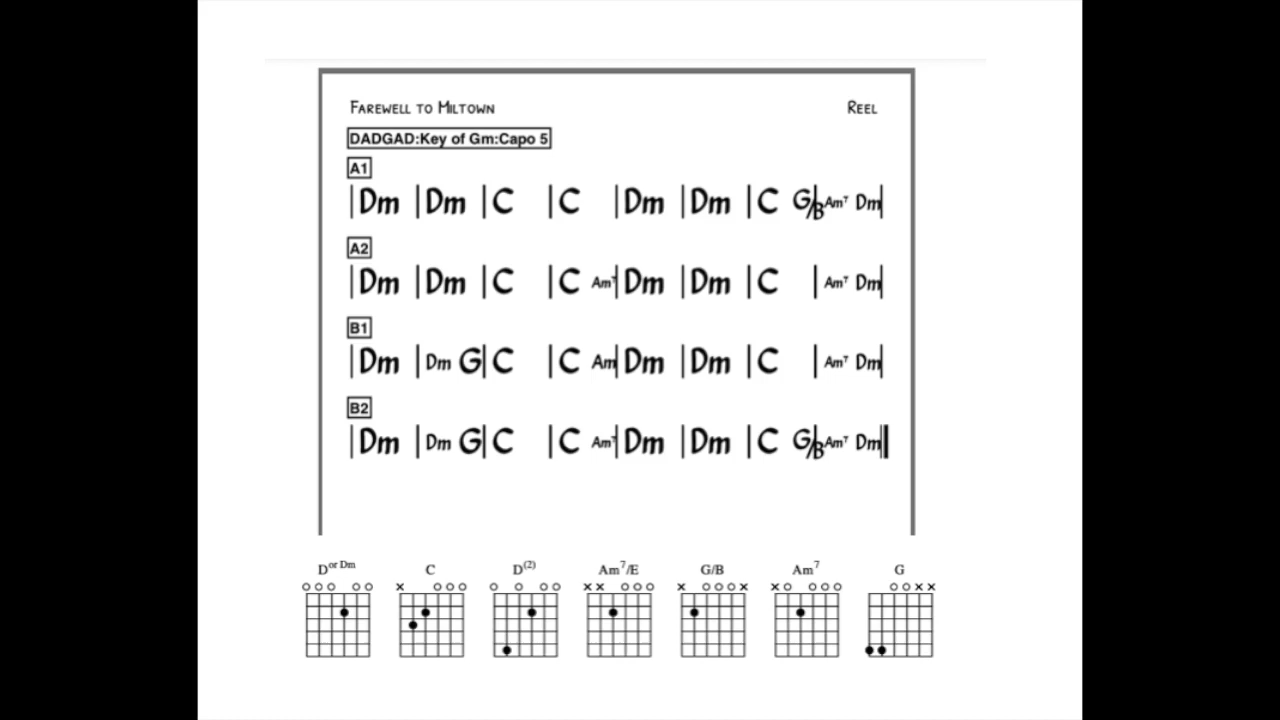 FAREWELL TO MILTOWN REEL
DADGAD:Key of Gm:Capo 5
A1
|Dm |Dm |C |C |Dm |Dm |C G/B|Am7 Dm|
A2
|Dm |Dm |C |C Am7|Dm |Dm |C |Am7 Dm|
B1
|Dm |Dm G|C |C Am|Dm |Dm |C |Am7 Dm|
B2
|Dm |Dm G|C |C Am7|Dm |Dm |C G/B|Am7 Dm||
D or Dm C D(2) Am7/E G/B Am7 G